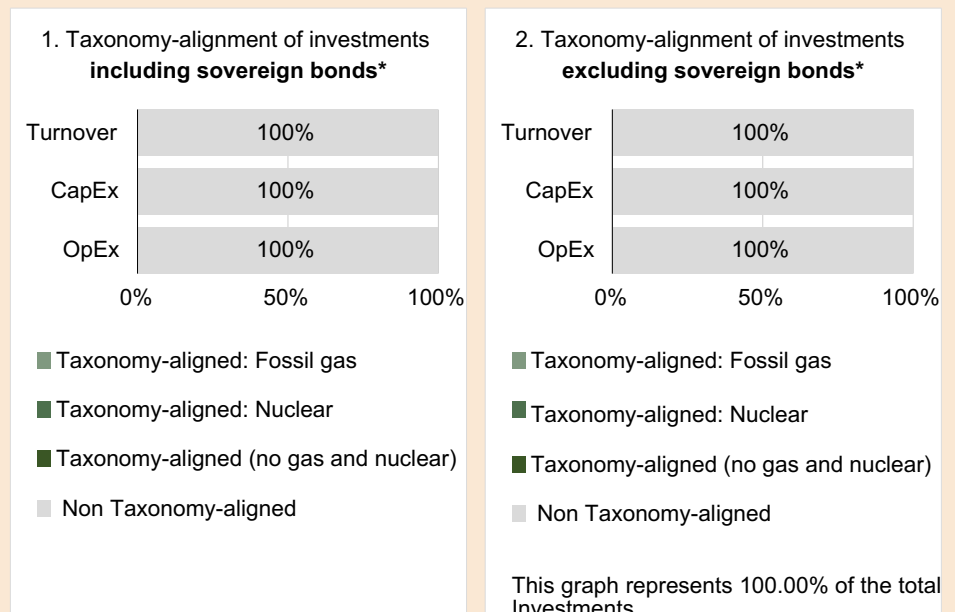 1. Taxonomy-alignment of investments
including sovereign bonds*
Turnover 100%
CapEx 100%
OpEx 100%
0% 50% 100%
Taxonomy-aligned: Fossil gas
Taxonomy-aligned: Nuclear
Taxonomy-aligned (no gas and nuclear)
Non Taxonomy-aligned
2. Taxonomy-alignment of investments
excluding sovereign bonds*
Turnover 100%
CapEx 100%
OpEx 100%
0% 50% 100%
Taxonomy-aligned: Fossil gas
Taxonomy-aligned: Nuclear
Taxonomy-aligned (no gas and nuclear)
Non Taxonomy-aligned
This graph represents 100.00% of the total
Investments